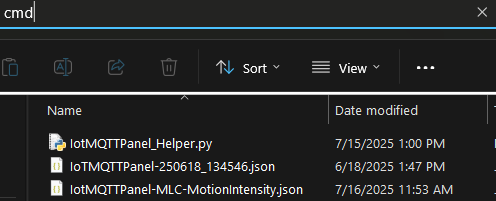 cmd
Sort
View
Name Date modified
IotMQTTPanel_Helper.py 7/15/2025 1:00 PM
IoTMQTTPanel-250618_134546.json 6/18/2025 1:47 PM
IotMQTTPanel-MLC-MotionIntensity.json 7/16/2025 11:53 AM